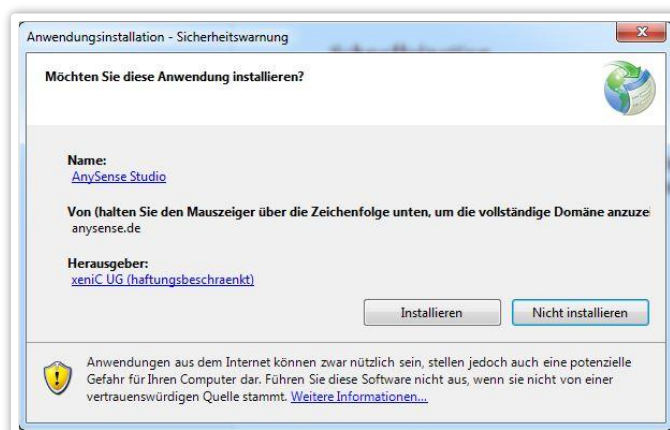 Anwendungsinstallation - Sicherheitswarnung
Möchten Sie diese Anwendung installieren?
Name:
AnySense Studio
Von (halten Sie den Mauszeiger über die Zeichenfolge unten, um die vollständige Domäne anzuzei
anysense.de
Herausgeber:
xeniC UG (haftungsbeschraenkt)
Installieren
Nicht installieren
Anwendungen aus dem Internet können zwar nützlich sein, stellen jedoch auch eine potenzielle
Gefahr für Ihren Computer dar. Führen Sie diese Software nicht aus, wenn sie nicht von einer
vertrauenswürdigen Quelle stammt. Weitere Informationen...